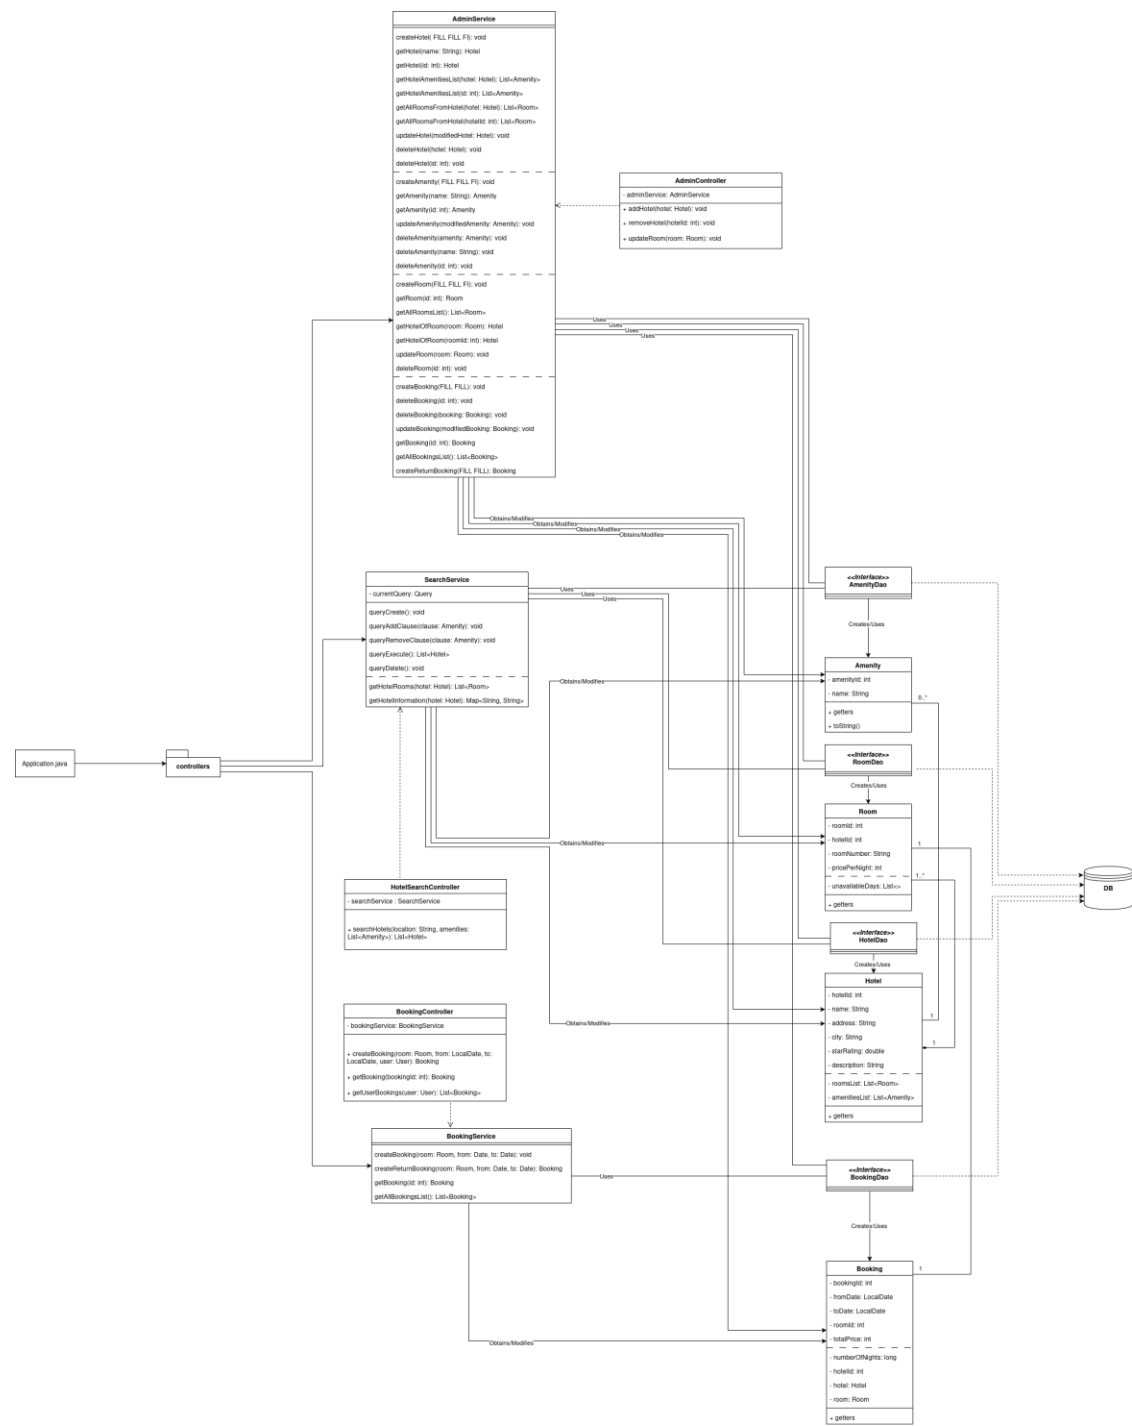 AdminService
createHotel( FILL FILL FI): void
getHotel(name: String): Hotel
getHotel(id: int): Hotel
getHotelAmenitiesList(hotel: Hotel): List<Amenity>
getHotelAmenitiesList(id: int): List<Amenity>
getAllRoomsFromHotel(hotel: Hotel): List<Room>
getAllRoomsFromHotel(hotelId: int): List<Room>
updateHotel(modifiedHotel: Hotel): void
deleteHotel(hotel: Hotel): void
deleteHotel(id: int): void
createAmenity( FILL FILL FI): void
getAmenity(name: String): Amenity
getAmenity(id: int): Amenity
updateAmenity(modifiedAmenity: Amenity): void
deleteAmenity(amenity: Amenity): void
deleteAmenity(name: String): void
deleteAmenity(id: int): void
createRoom(FILL FILL FI): void
getRoom(id: int): Room
getAllRoomsList(): List<Room>
getHotelOfRoom(room: Room): Hotel
getHotelOfRoom(roomId: int): Hotel
updateRoom(room: Room): void
deleteRoom(id: int): void
createBooking(FILL FILL): void
deleteBooking(id: int): void
deleteBooking(booking: Booking): void
updateBooking(modifiedBooking: Booking): void
getBooking(id: int): Booking
getAllBookingsList(): List<Booking>
createReturnBooking(FILL FILL): Booking
AdminController
- adminService: AdminService
+ addHotel(hotel: Hotel): void
+ removeHotel(hotelId: int): void
+ updateRoom(room: Room): void
Uses
Uses
Uses
Uses
Obtains/Modifies
Obtains/Modifies
Obtains/Modifies
Obtains/Modifies
SearchService
- currentQuery: Query
queryCreate(): void
queryAddClause(clause: Amenity): void
queryRemoveClause(clause: Amenity): void
queryExecute(): List<Hotel>
queryDelete(): void
getHotelRooms(hotel: Hotel): List<Room>
getHotelInformation(hotel: Hotel): Map<String, String>
Uses
Uses
Uses
<<Interface>>
AmenityDao
Creates/Uses
Amenity
- amenityId: int
- name: String
+ getters
+ toString()
0..*
Obtains/Modifies
Application.java
controllers
<<Interface>>
RoomDao
Creates/Uses
Room
- roomId: int
- hotelId: int
- roomNumber: String
- pricePerNight: int
- unavailableDays: List<>
+ getters
1
1..*
Obtains/Modifies
DB
HotelSearchController
- searchService : SearchService
+ searchHotels(location: String, amenities:
List<Amenity>): List<Hotel>
<<Interface>>
HotelDao
Creates/Uses
Hotel
- hotelId: int
- name: String
- address: String
- city: String
- starRating: double
- description: String
- roomsList: List<Room>
- amenitiesList: List<Amenity>
+ getters
1
1
Obtains/Modifies
BookingController
- bookingService: BookingService
+ createBooking(room: Room, from: LocalDate, to:
LocalDate, user: User): Booking
+ getBooking(bookingId: int): Booking
+ getUserBookings(user: User): List<Booking>
BookingService
createBooking(room: Room, from: Date, to: Date): void
createReturnBooking(room: Room, from: Date, to: Date): Booking
getBooking(id: int): Booking
getAllBookingsList(): List<Booking>
Uses
<<Interface>>
BookingDao
Creates/Uses
Booking
- bookingId: int
- fromDate: LocalDate
- toDate: LocalDate
- roomId: int
- totalPrice: int
- numberOfNights: long
- hotelId: int
- hotel: Hotel
- room: Room
+ getters
1
Obtains/Modifies